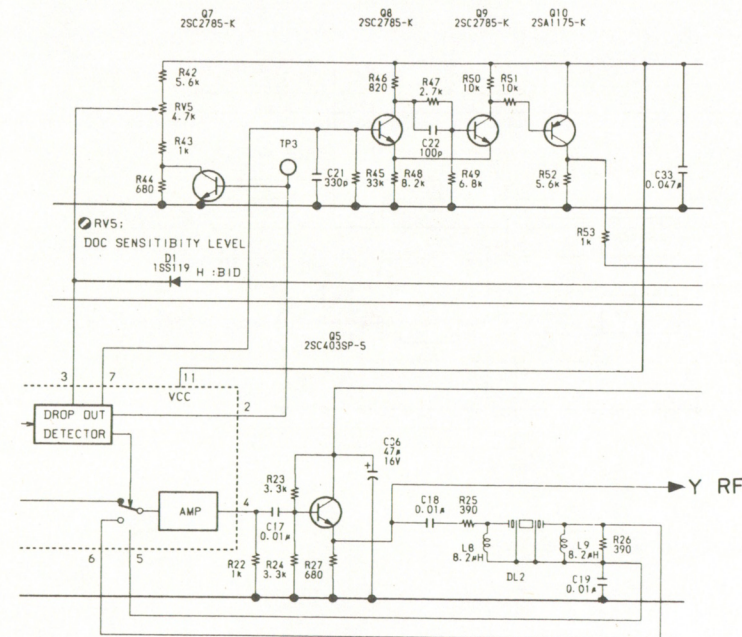 Q7
2SC2785-K
Q8
2SC2785-K
Q9
2SC2785-K
Q10
2SA1175-K
R42
5.6k
RV5
4.7k
R43
1k
R44
680
TP3
C21
330p
R45
33k
R46
820
R47
2.7k
C22
100p
R48
8.2k
R49
6.8k
R50
10k
R51
10k
R52
5.6k
R53
1k
C33
0.047μ
RV5:
DOC SENSITIBITY LEVEL
D1
1SS119
H :BID
Q5
2SC403SP-5
3
7
11
VCC
2
DROP OUT
DETECTOR
AMP
4
6
5
R23
3.3k
C17
0.01μ
R22
1k
R24
3.3k
R27
680
47μ
16V
C18
0.01μ
R25
390
Y RF
L8
8.2μH
DL2
L9
8.2μH
R26
390
C19
0.01μ